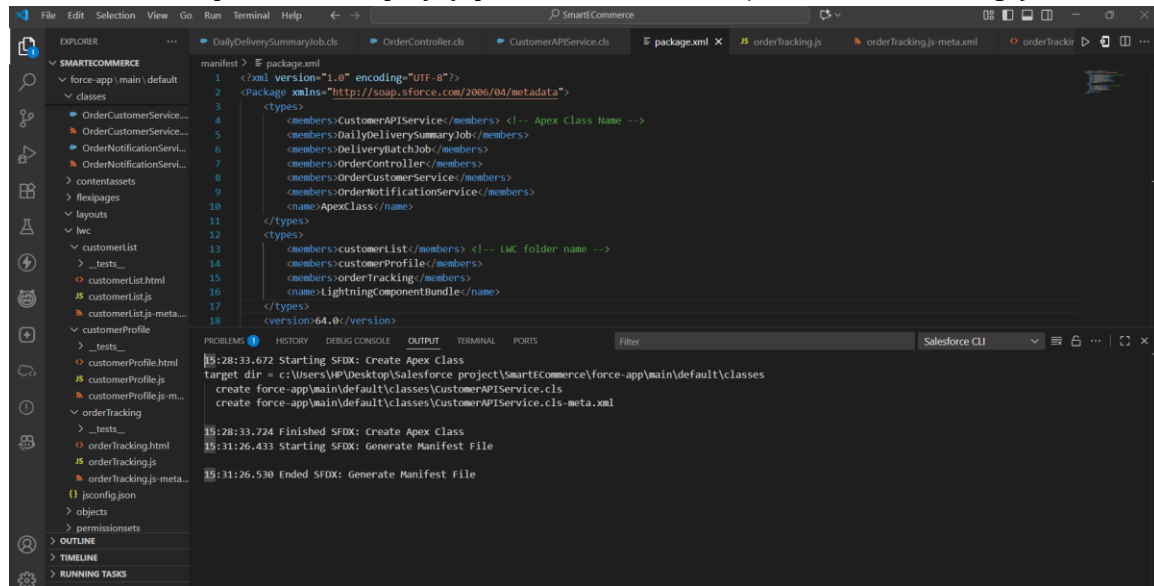 File Edit Selection View Go Run Terminal Help
SmartECommerce
EXPLORER
DailyDeliverySummaryJob.cls
OrderController.cls
CustomerAPIService.cls
package.xml
JS orderTracking.js
orderTracking.js-meta.xml
orderTrackin
SMARTECOMMERCE
force-app\main\default
classes
OrderCustomerService....
OrderCustomerService....
OrderNotificationServi...
OrderNotificationServi...
contentassets
flexipages
layouts
lwc
customerList
__tests__
customerList.html
JS customerList.js
customerList.js-meta....
customerProfile
__tests__
customerProfile.html
JS customerProfile.js
customerProfile.js-m...
orderTracking
__tests__
orderTracking.html
JS orderTracking.js
orderTracking.js-meta...
{} jsconfig.json
objects
permissionsets
OUTLINE
TIMELINE
RUNNING TASKS
manifest > package.xml
1 <?xml version="1.0" encoding="UTF-8"?>
2 <Package xmlns="http://soap.sforce.com/2006/04/metadata">
3 <types>
4 <members>CustomerAPIService</members> <!-- Apex Class Name -->
5 <members>DailyDeliverySummaryJob</members>
6 <members>DeliveryBatchJob</members>
7 <members>OrderController</members>
8 <members>OrderCustomerService</members>
9 <members>OrderNotificationService</members>
10 <name>ApexClass</name>
11 </types>
12 <types>
13 <members>customerList</members> <!-- LWC folder name -->
14 <members>customerProfile</members>
15 <members>orderTracking</members>
16 <name>LightningComponentBundle</name>
17 </types>
18 <version>64.0</version>
PROBLEMS 1 HISTORY DEBUG CONSOLE OUTPUT TERMINAL PORTS
Filter
Salesforce CLI
15:28:33.672 Starting SFDX: Create Apex Class
target dir = c:\Users\HP\Desktop\Salesforce project\SmartECommerce\force-app\main\default\classes
create force-app\main\default\classes\CustomerAPIService.cls
create force-app\main\default\classes\CustomerAPIService.cls-meta.xml
15:28:33.724 Finished SFDX: Create Apex Class
15:31:26.433 Starting SFDX: Generate Manifest File
15:31:26.530 Ended SFDX: Generate Manifest File